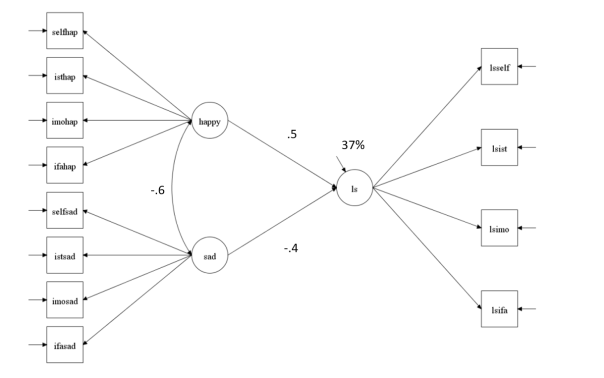 selfhap
isthap
imohap
ifahap
selfsad
istsad
imosad
ifasad
happy
sad
-.6
.5
-.4
37%
ls
lsself
lsist
lsimo
lsifa